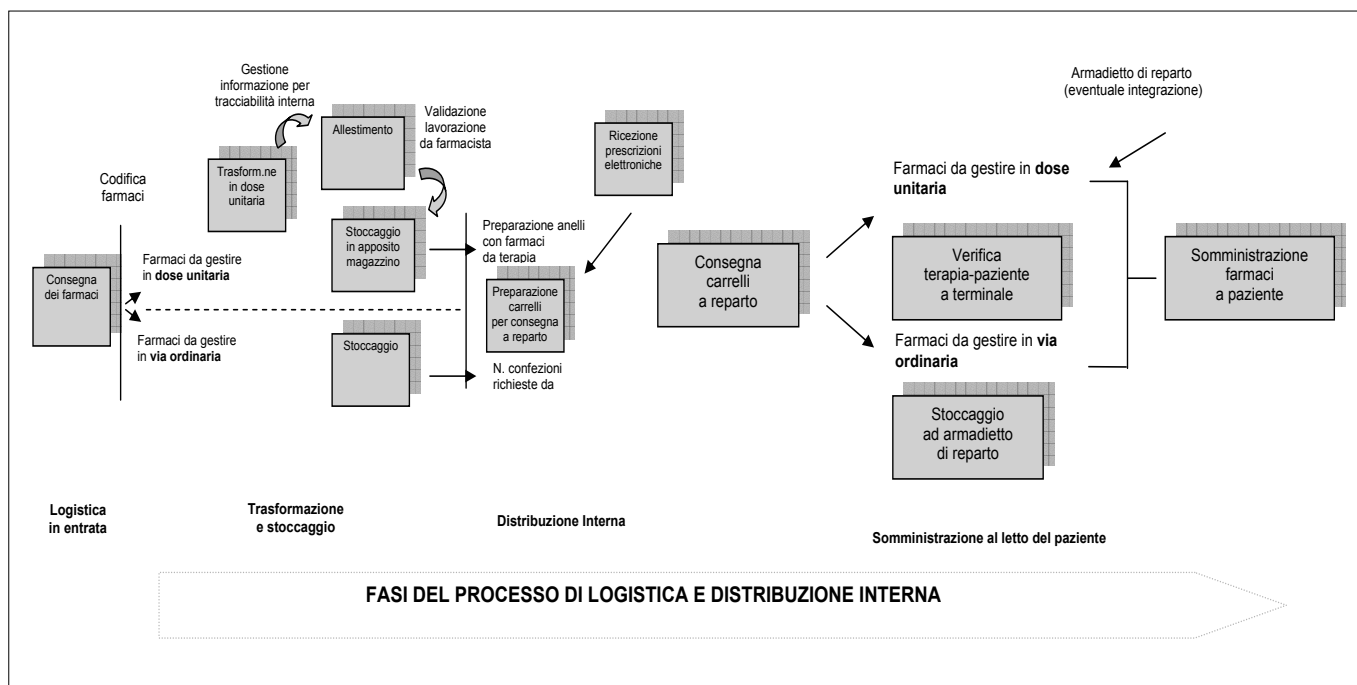 Gestione
informazione per
tracciabilità interna
Allestimento
Validazione
lavorazione
da farmacista
Trasform.ne
in dose
unitaria
Codifica
farmaci
Stoccaggio
in apposito
magazzino
Consegna
dei farmaci
Farmaci da gestire
in dose unitaria
Farmaci da gestire
in via ordinaria
Stoccaggio
Ricezione
prescrizioni
elettroniche
Preparazione anelli
con farmaci
da terapia
Preparazione
carrelli
per consegna
a reparto
N. confezioni
richieste da
Consegna
carrelli
a reparto
Armadietto di reparto
(eventuale integrazione)
Farmaci da gestire in dose
unitaria
Verifica
terapia-paziente
a terminale
Farmaci da gestire in via
ordinaria
Stoccaggio
ad armadietto
di reparto
Somministrazione
farmaci
a paziente
Logistica
in entrata
Trasformazione
e stoccaggio
Distribuzione Interna
Somministrazione al letto del paziente
FASI DEL PROCESSO DI LOGISTICA E DISTRIBUZIONE INTERNA